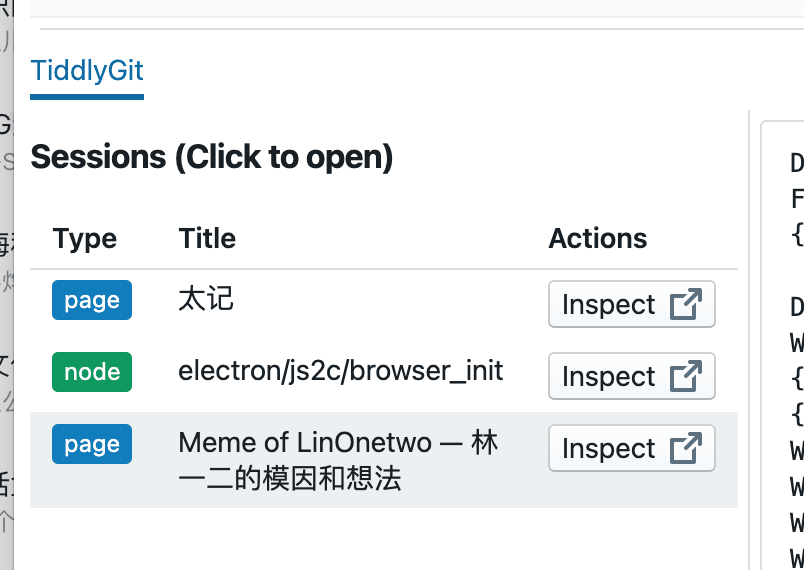 TiddlyGit
Sessions (Click to open)
Type Title Actions
page 太记 Inspect
node electron/js2c/browser_init Inspect
page Meme of LinOnetwo — 林 Inspect
一二的模因和想法
D
F
{
D
W
{
{
W
W
W
W